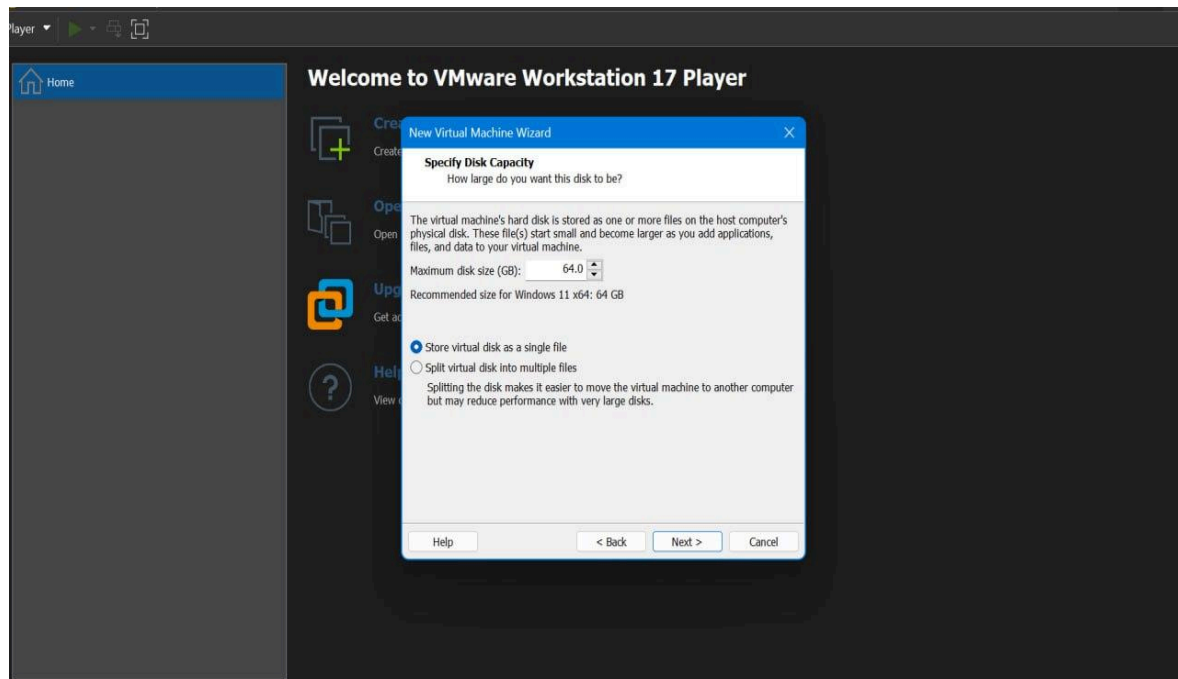 Player
Home
Welcome to VMware Workstation 17 Player
Create
Open
Open
Get
Help
View
New Virtual Machine Wizard
Specify Disk Capacity
How large do you want this disk to be?
The virtual machine's hard disk is stored as one or more files on the host computer's
physical disk. These file(s) start small and become larger as you add applications,
files, and data to your virtual machine.
Maximum disk size (GB): 64.0
Recommended size for Windows 11 x64: 64 GB
Store virtual disk as a single file
Split virtual disk into multiple files
Splitting the disk makes it easier to move the virtual machine to another computer
but may reduce performance with very large disks.
Help < Back Next > Cancel